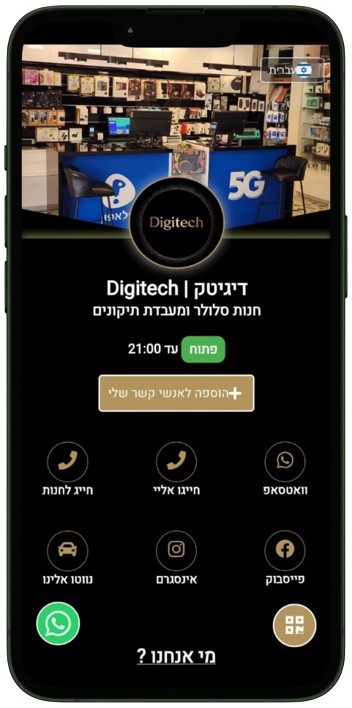 עברית
5G
Digitech
דיגיטק | Digitech
חנות סלולר ומעבדת תיקונים
פתוח עד 21:00
הוספה לאנשי קשר שלי
וואטסאפ
חייגו אליי
חייג לחנות
פייסבוק
אינסטגרם
נווטו אלינו
מי אנחנו ?